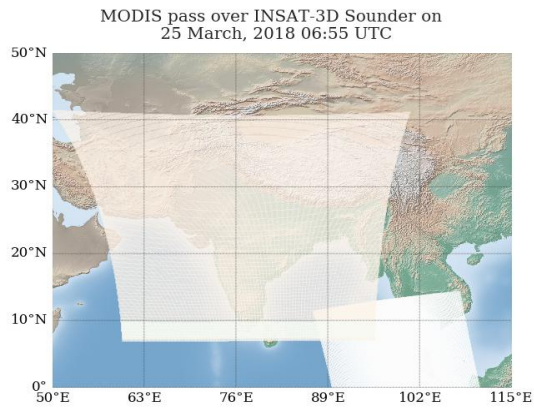 MODIS pass over INSAT-3D Sounder on
25 March, 2018 06:55 UTC
50°N
40°N
30°N
20°N
10°N
0°
50°E 63°E 76°E 89°E 102°E 115°E